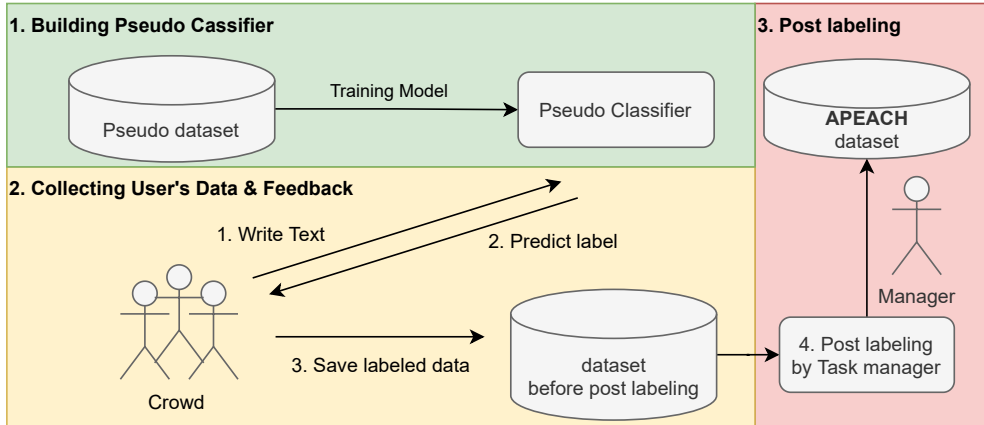 1. Building Pseudo Cassifier
Pseudo dataset
Training Model
Pseudo Classifier
2. Collecting User's Data & Feedback
1. Write Text
2. Predict label
Crowd
3. Save labeled data
dataset
before post labeling
3. Post labeling
APEACH
dataset
Manager
4. Post labeling
by Task manager